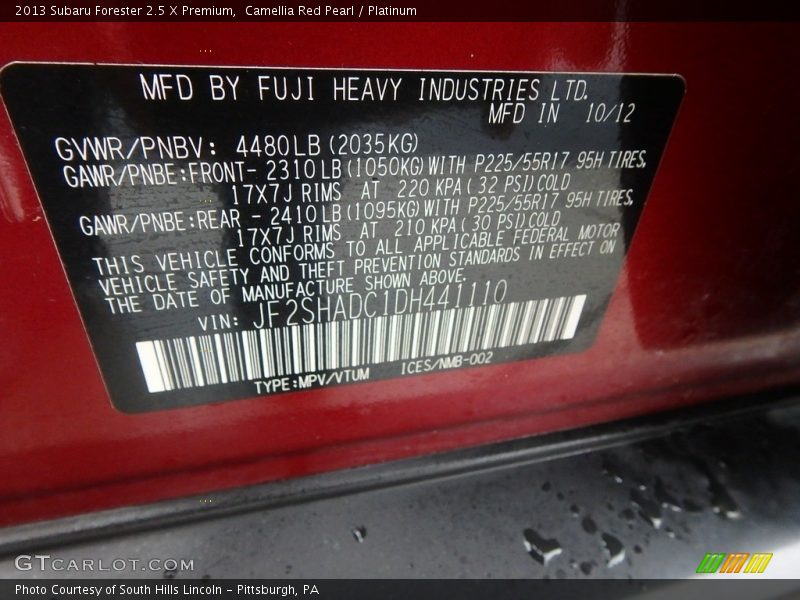 2013 Subaru Forester 2.5 X Premium,  Camellia Red Pearl / Platinum
MFD BY FUJI HEAVY INDUSTRIES LTD.
MFD IN 10/12
GVWR/PNBV: 4480LB (2035KG)
GAWR/PNBE:FRONT- 2310LB (1050KG) WITH P225/55R17 95H TIRES,
17X7J RIMS AT 220 KPA ( 32 PSI) COLD
GAWR/PNBE:REAR - 2410LB (1095KG) WITH P225/55R17 95H TIRES,
17X7J RIMS AT 210 KPA ( 30 PSI) COLD
THIS VEHICLE CONFORMS TO ALL APPLICABLE FEDERAL MOTOR
VEHICLE SAFETY AND THEFT PREVENTION STANDARDS IN EFFECT ON
THE DATE OF MANUFACTURE SHOWN ABOVE.
VIN: JF2SHADC1DH441110
TYPE:MPV/VTUM ICES/NMB-002
GTCARLOT.COM
Photo Courtesy of South Hills Lincoln – Pittsburgh, PA